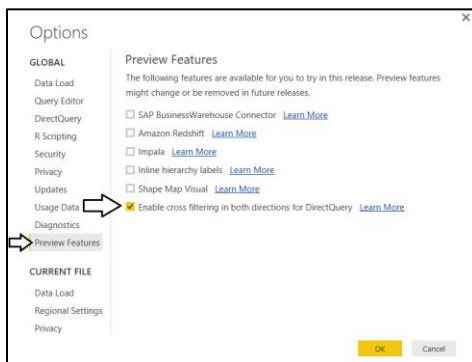 Options
GLOBAL
Data Load
Query Editor
DirectQuery
R Scripting
Security
Privacy
Updates
Usage Data
Diagnostics
Preview Features
CURRENT FILE
Data Load
Regional Settings
Privacy
Preview Features
The following features are available for you to try in this release. Preview features
might change or be removed in future releases.
SAP BusinessWarehouse Connector Learn More
Amazon Redshift Learn More
Impala Learn More
Inline hierarchy labels Learn More
Shape Map Visual Learn More
Enable cross filtering in both directions for DirectQuery Learn More
OK Cancel